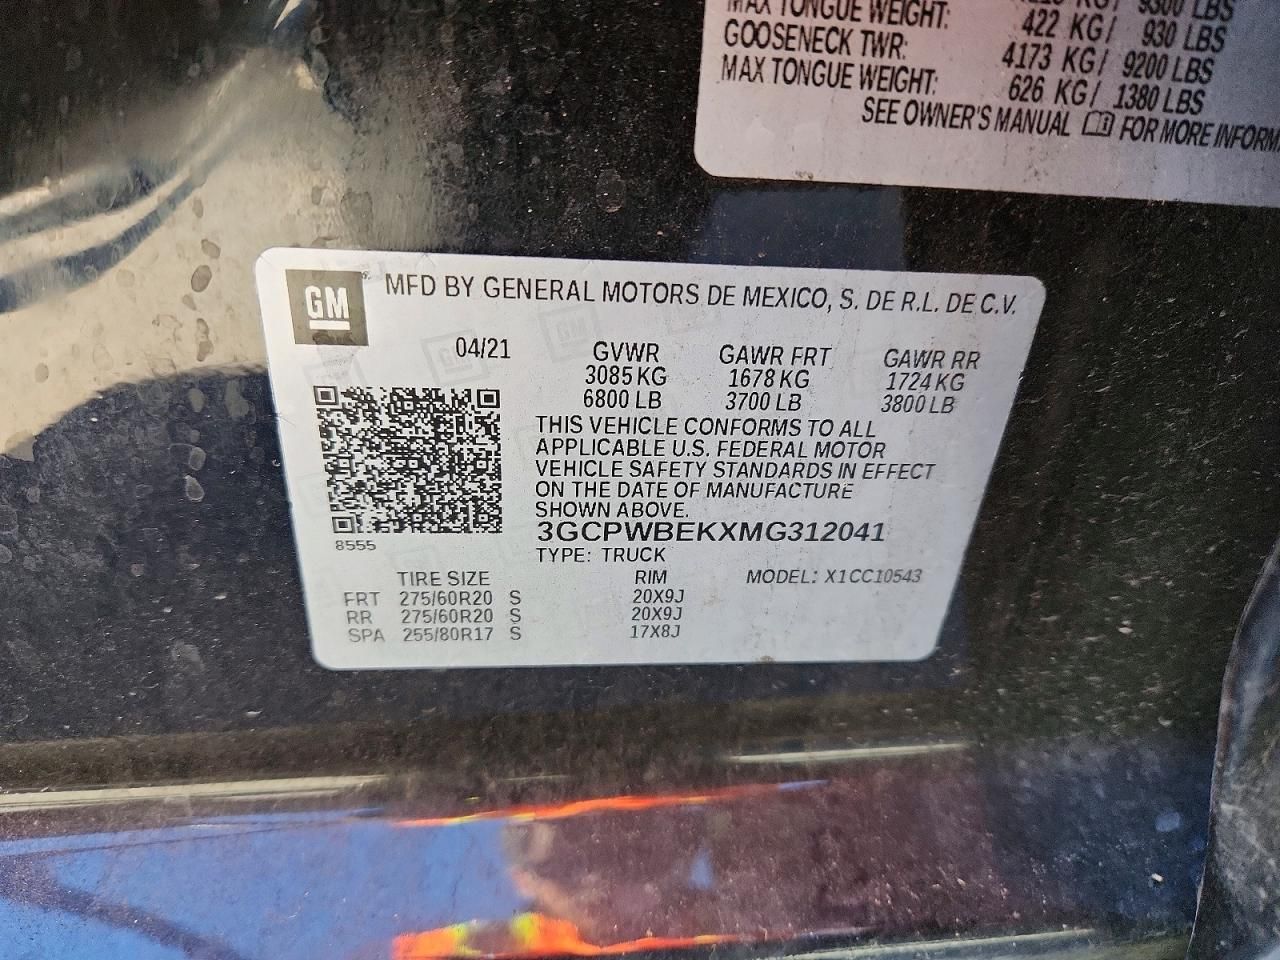 9300 LBS
MAX TONGUE WEIGHT: 422 KG/ 930 LBS
GOOSENECK TWR: 4173 KG/ 9200 LBS
MAX TONGUE WEIGHT: 626 KG/ 1380 LBS
SEE OWNER'S MANUAL FOR MORE INFORMA
GM MFD BY GENERAL MOTORS DE MEXICO, S. DE R.L. DE C.V.
04/21 GVWR GAWR FRT GAWR RR
3085 KG 1678 KG 1724 KG
6800 LB 3700 LB 3800 LB
THIS VEHICLE CONFORMS TO ALL
APPLICABLE U.S. FEDERAL MOTOR
VEHICLE SAFETY STANDARDS IN EFFECT
ON THE DATE OF MANUFACTURE
SHOWN ABOVE.
3GCPWBEKXMG312041
8555
TYPE: TRUCK
TIRE SIZE RIM MODEL: X1CC10543
FRT 275/60R20 S 20X9J
RR 275/60R20 S 20X9J
SPA 255/80R17 S 17X8J